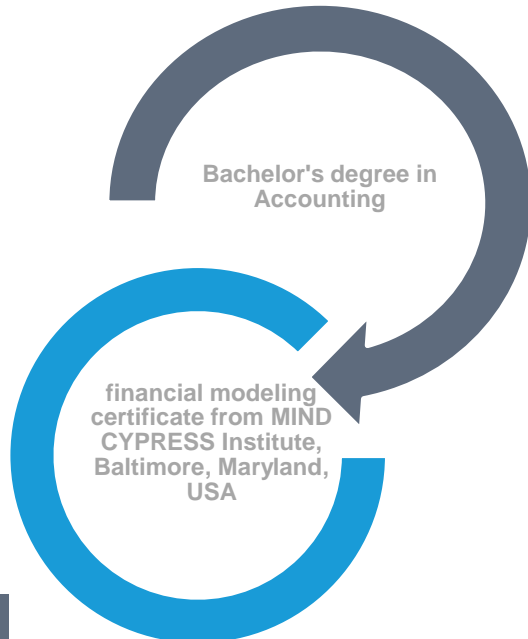 Bachelor's degree in
Accounting
financial modeling
certificate from MIND
CYPRESS Institute,
Baltimore, Maryland,
USA